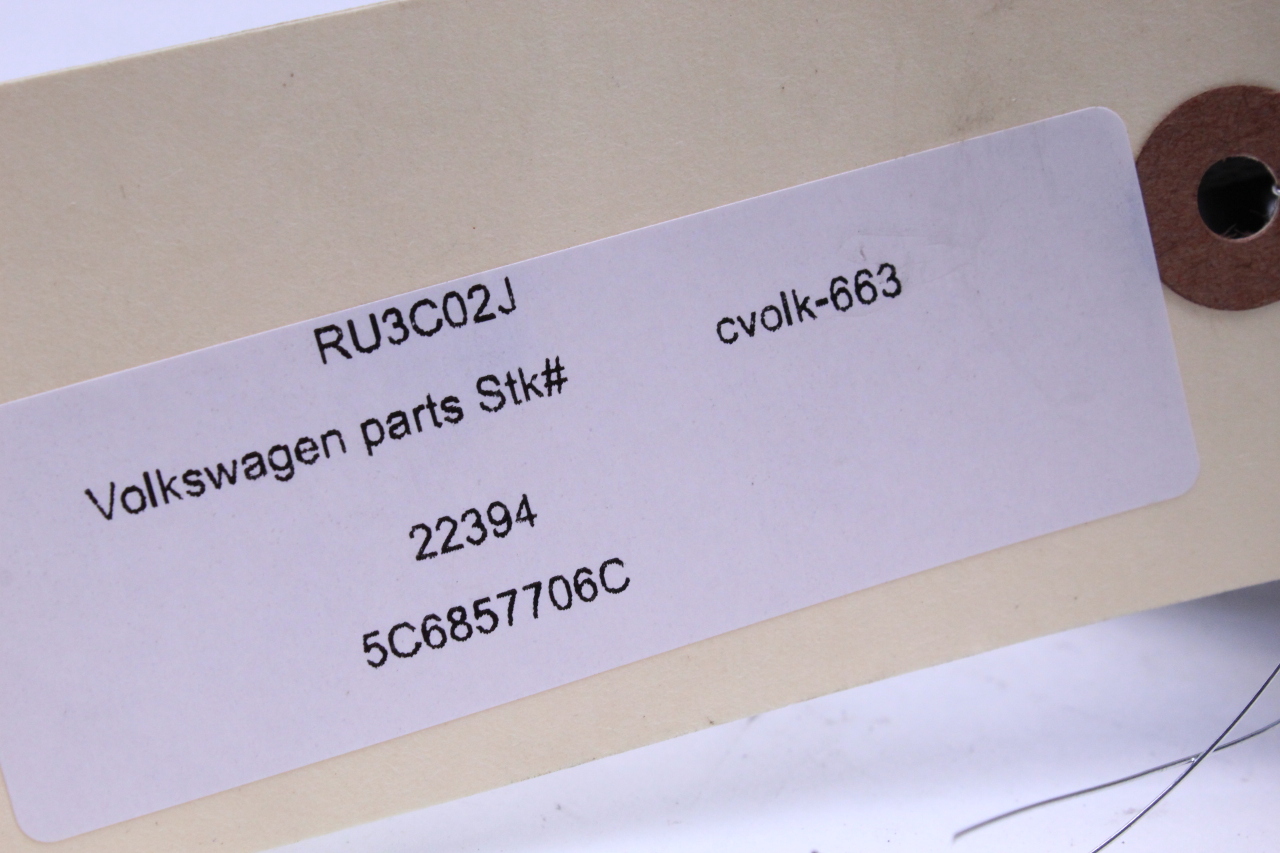 RU3C02J
cvolk-663
Volkswagen parts Stk#
22394
5C6857706C